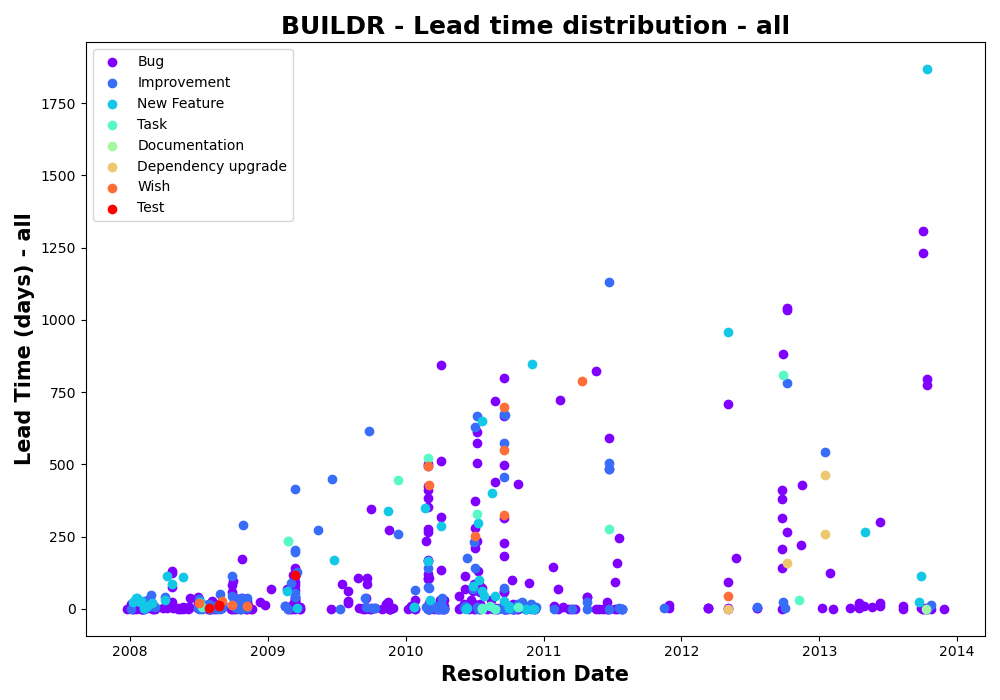 BUILDR - Lead time distribution - all
Bug
Improvement
New Feature
Task
Documentation
Dependency upgrade
Wish
Test
1750
1500
1250
1000
750
500
250
0
Lead Time (days) - all
2008 2009 2010 2011 2012 2013 2014
Resolution Date